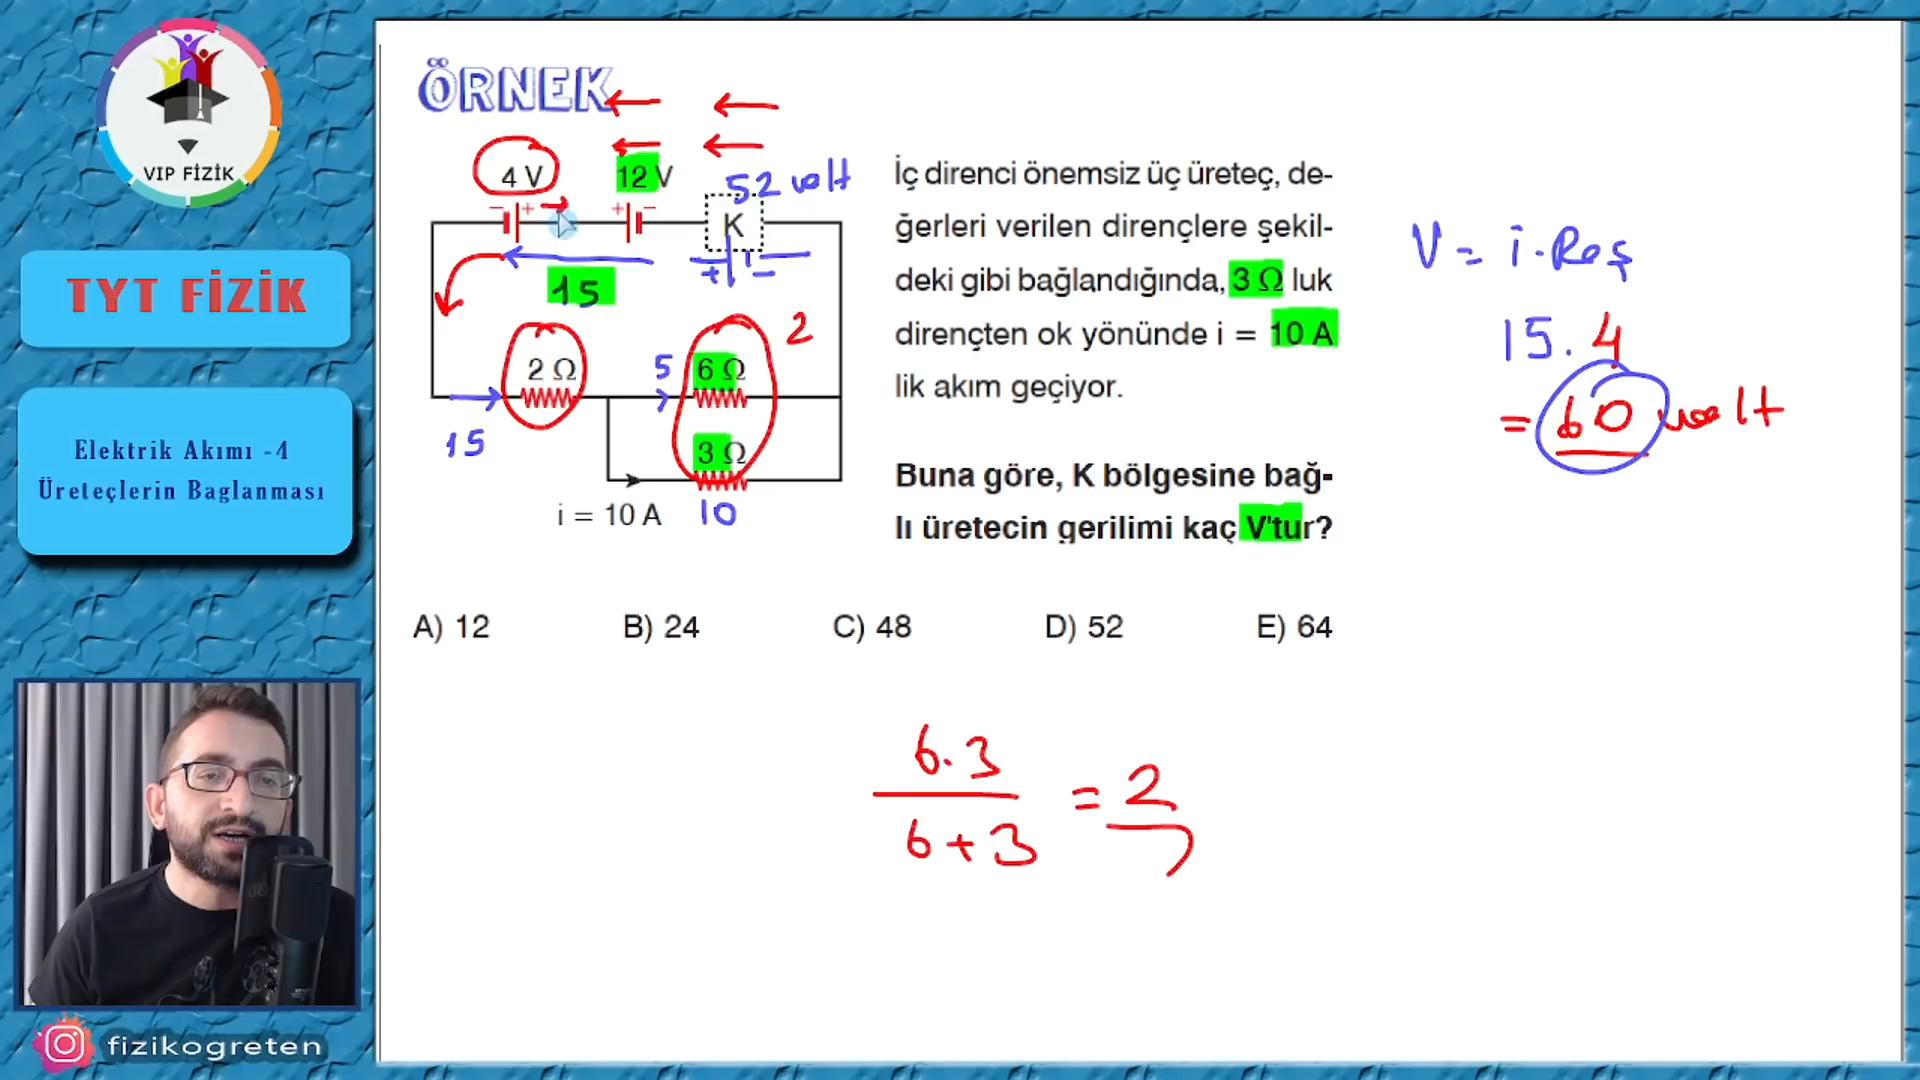 VIP FİZİK
TYT FİZİK
Elektrik Akımı -4
Üreteçlerin Baglanması
fizikogreten
ÖRNEK
4 V
12 V
52 volt
- +
+ -
K
+ -
15
2 Ω
5
6 Ω
2
15
3 Ω
i = 10 A
10
İç direnci önemsiz üç üreteç, de-
ğerleri verilen dirençlere şekil-
deki gibi bağlandığında, 3 Ω luk
dirençten ok yönünde i = 10 A
lik akım geçiyor.
Buna göre, K bölgesine bağ-
lı üretecin gerilimi kaç V'tur?
V = i.Reş
15.4
= 60 volt
A) 12
B) 24
C) 48
D) 52
E) 64
6.3
6+3
= 2